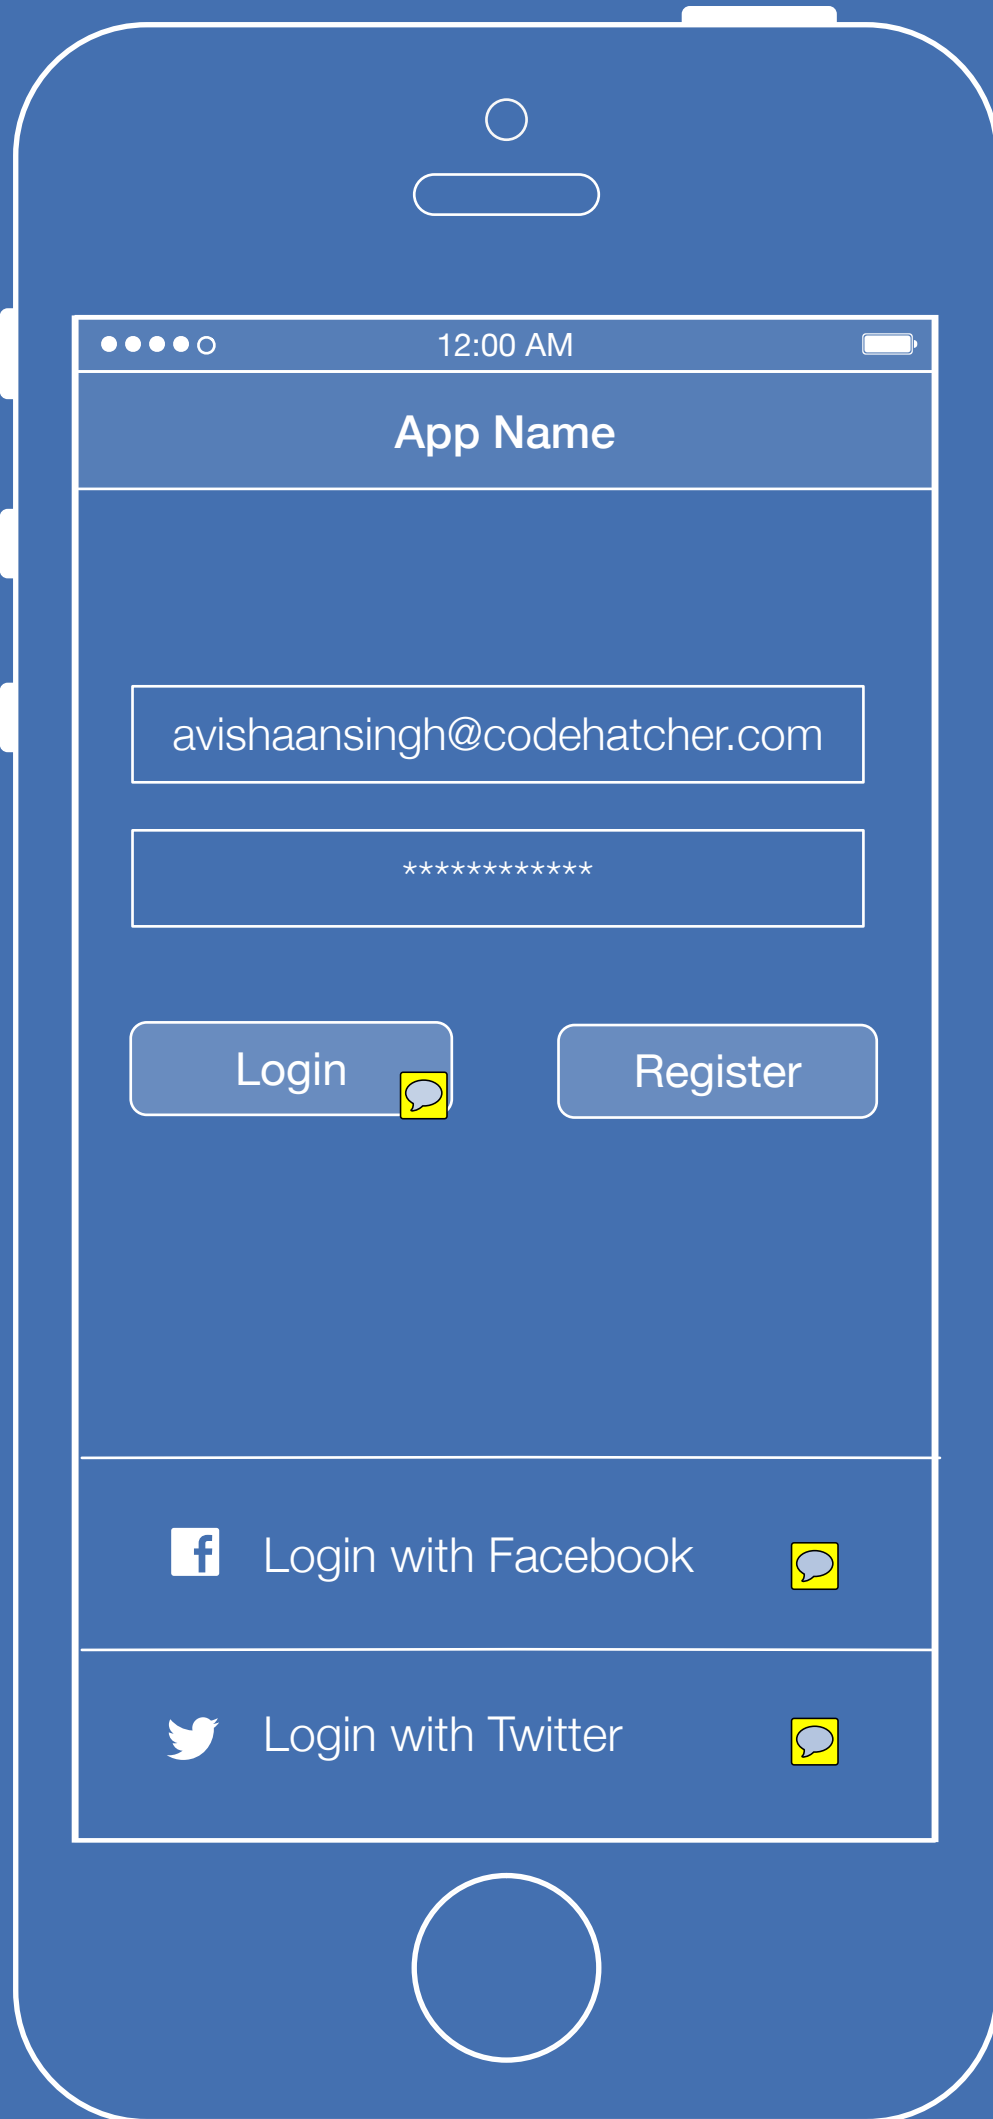 12:00 AM
App Name
avishaansingh@codehatcher.com
************
Login
Register
Login with Facebook
Login with Twitter